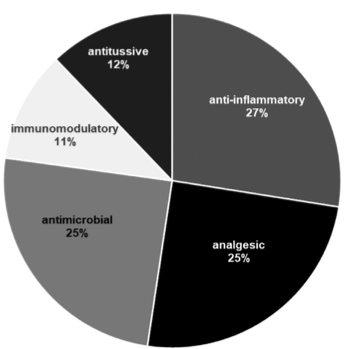 antitussive
12%
anti-inflammatory
27%
immunomodulatory
11%
antimicrobial
25%
analgesic
25%